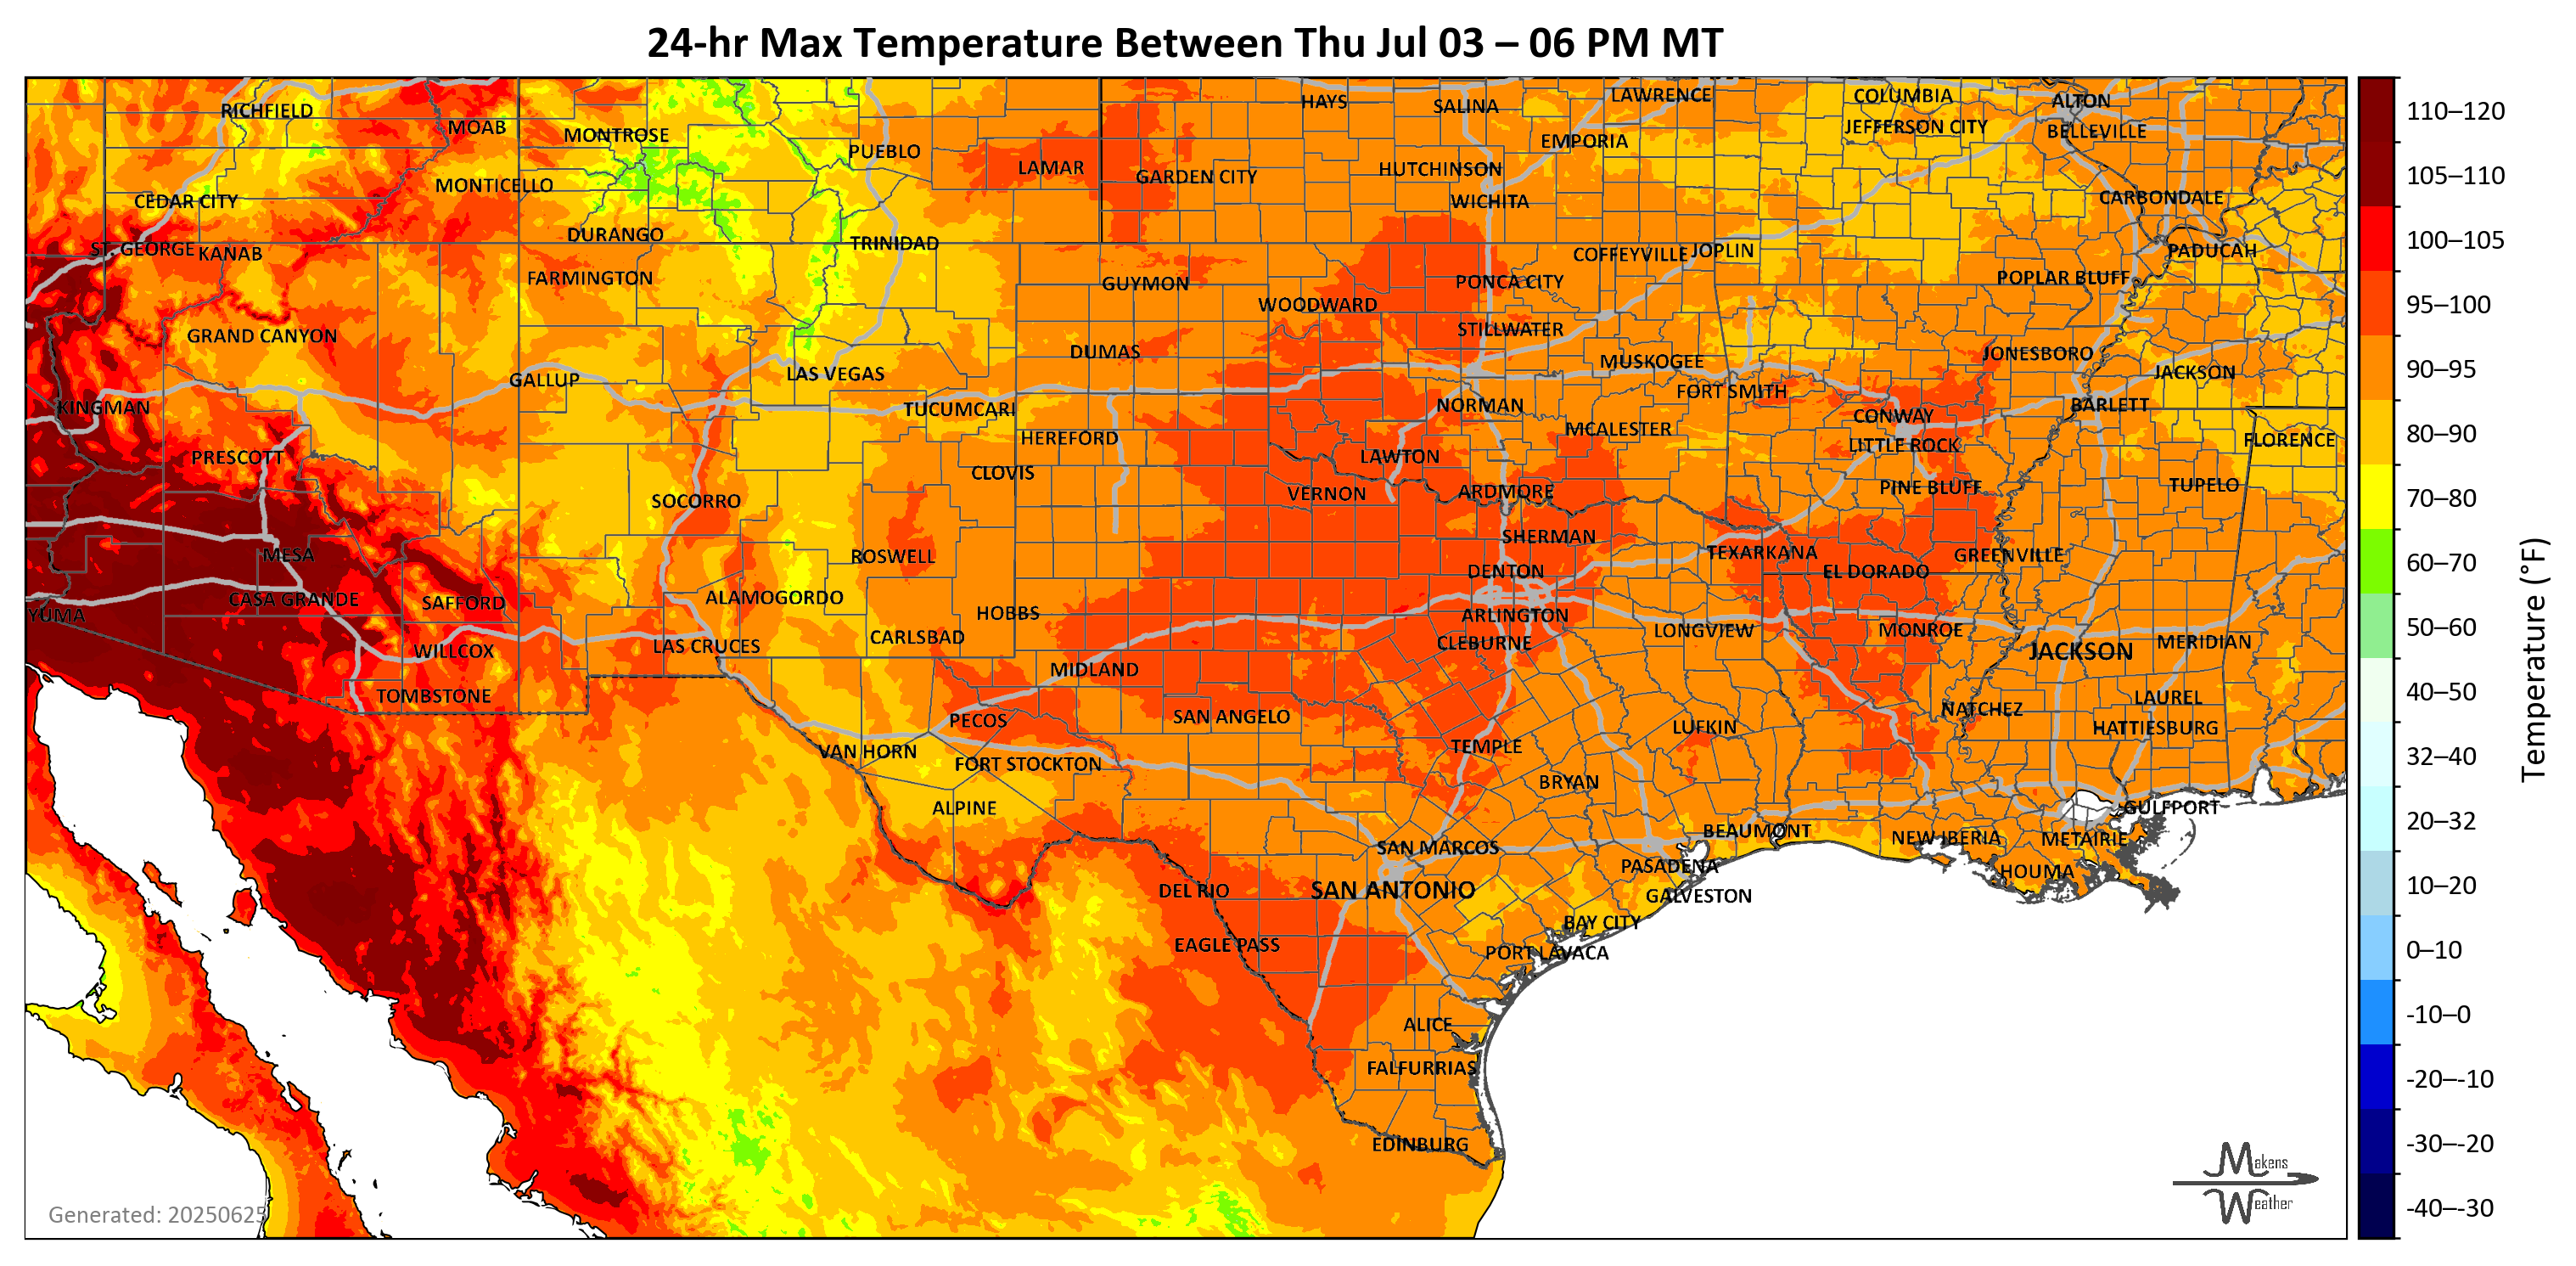 24-hr Max Temperature Between Thu Jul 03 – 06 PM MT
RICHFIELD
MOAB
MONTROSE
PUEBLO
LAMAR
GARDEN CITY
HAYS
SALINA
LAWRENCE
EMPORIA
HUTCHINSON
WICHITA
COLUMBIA
JEFFERSON CITY
ALTON
BELLEVILLE
CARBONDALE
CEDAR CITY
MONTICELLO
DURANGO
TRINIDAD
ST. GEORGE
KANAB
FARMINGTON
GUYMON
WOODWARD
PONCA CITY
COFFEYVILLE
JOPLIN
POPLAR BLUFF
PADUCAH
GRAND CANYON
DUMAS
STILLWATER
MUSKOGEE
JONESBORO
JACKSON
GALLUP
LAS VEGAS
TUCUMCARI
KINGMAN
NORMAN
FORT SMITH
CONWAY
BARLETT
HEREFORD
MCALESTER
LITTLE ROCK
FLORENCE
PRESCOTT
CLOVIS
LAWTON
SOCORRO
VERNON
ARDMORE
PINE BLUFF
TUPELO
MESA
ROSWELL
SHERMAN
TEXARKANA
GREENVILLE
DENTON
EL DORADO
YUMA
CASA GRANDE
SAFFORD
ALAMOGORDO
HOBBS
ARLINGTON
CLEBURNE
LONGVIEW
MONROE
JACKSON
MERIDIAN
WILLCOX
LAS CRUCES
CARLSBAD
MIDLAND
TOMBSTONE
PECOS
SAN ANGELO
LUFKIN
NATCHEZ
LAUREL
HATTIESBURG
VAN HORN
FORT STOCKTON
TEMPLE
BRYAN
ALPINE
GULFPORT
BEAUMONT
NEW IBERIA
METAIRIE
SAN MARCOS
PASADENA
HOUMA
DEL RIO
SAN ANTONIO
GALVESTON
EAGLE PASS
BAY CITY
PORT LAVACA
ALICE
FALFURRIAS
EDINBURG
Generated: 20250625
Makens
Weather
110–120
105–110
100–105
95–100
90–95
80–90
70–80
60–70
50–60
40–50
32–40
20–32
10–20
0–10
-10–0
-20–-10
-30–-20
-40–-30
Temperature (°F)